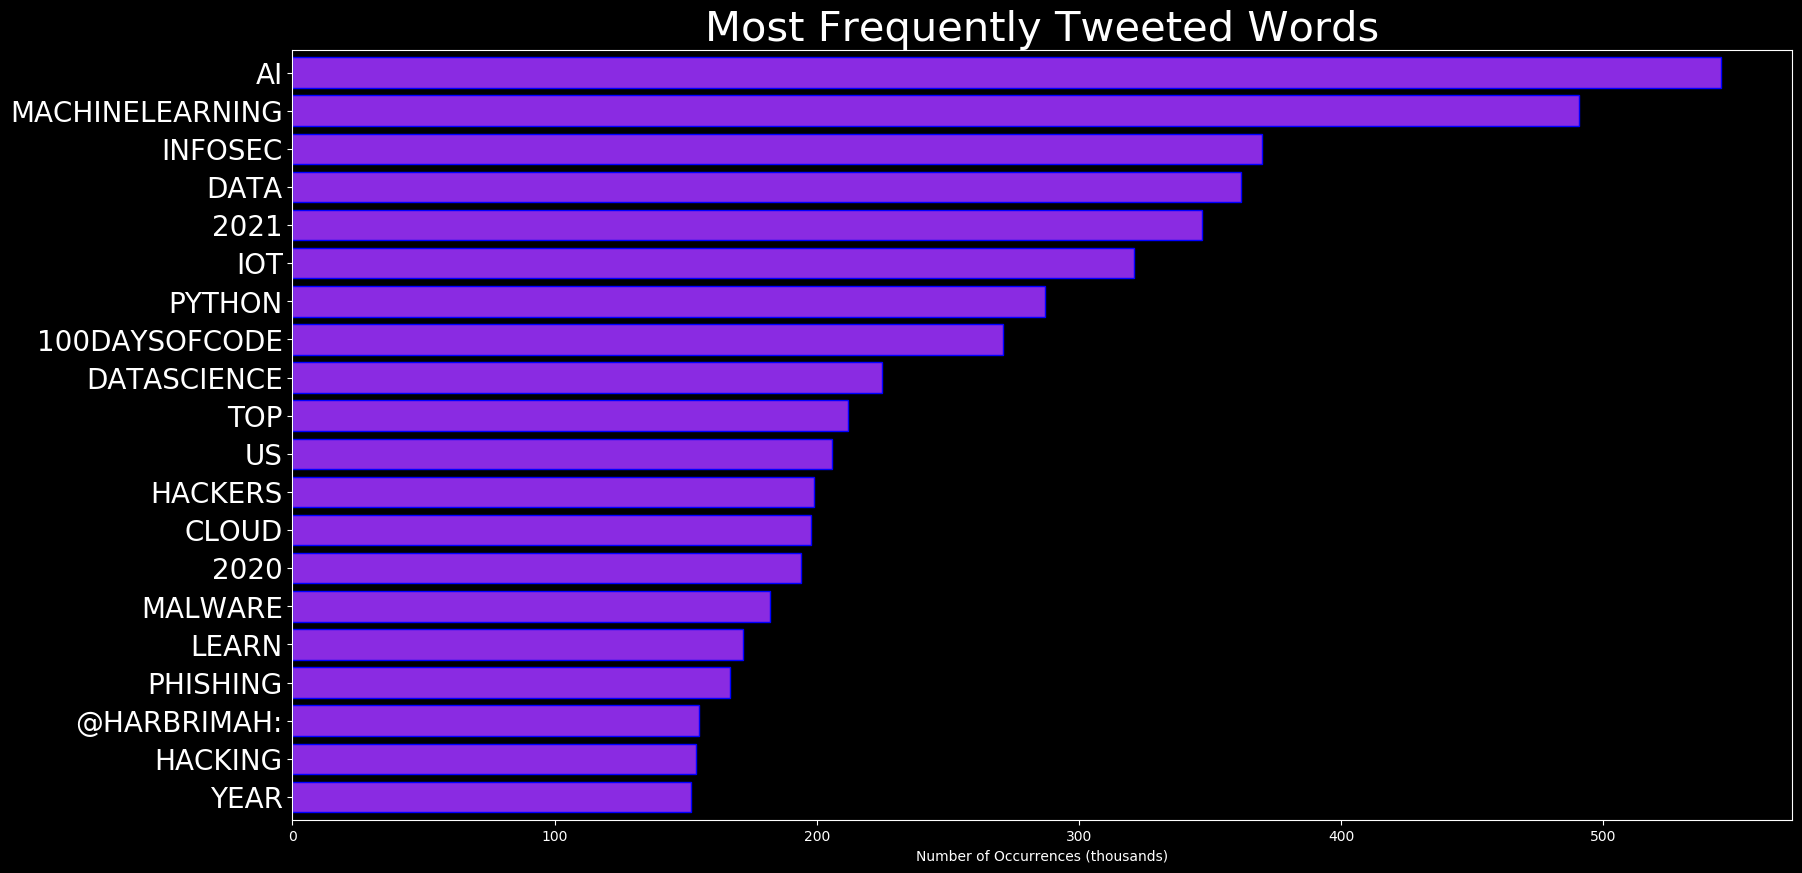 Most Frequently Tweeted Words
AI
MACHINELEARNING
INFOSEC
DATA
2021
IOT
PYTHON
100DAYSOFCODE
DATASCIENCE
TOP
US
HACKERS
CLOUD
2020
MALWARE
LEARN
PHISHING
@HARBRIMAH:
HACKING
YEAR
0 100 200 300 400 500
Number of Occurrences (thousands)